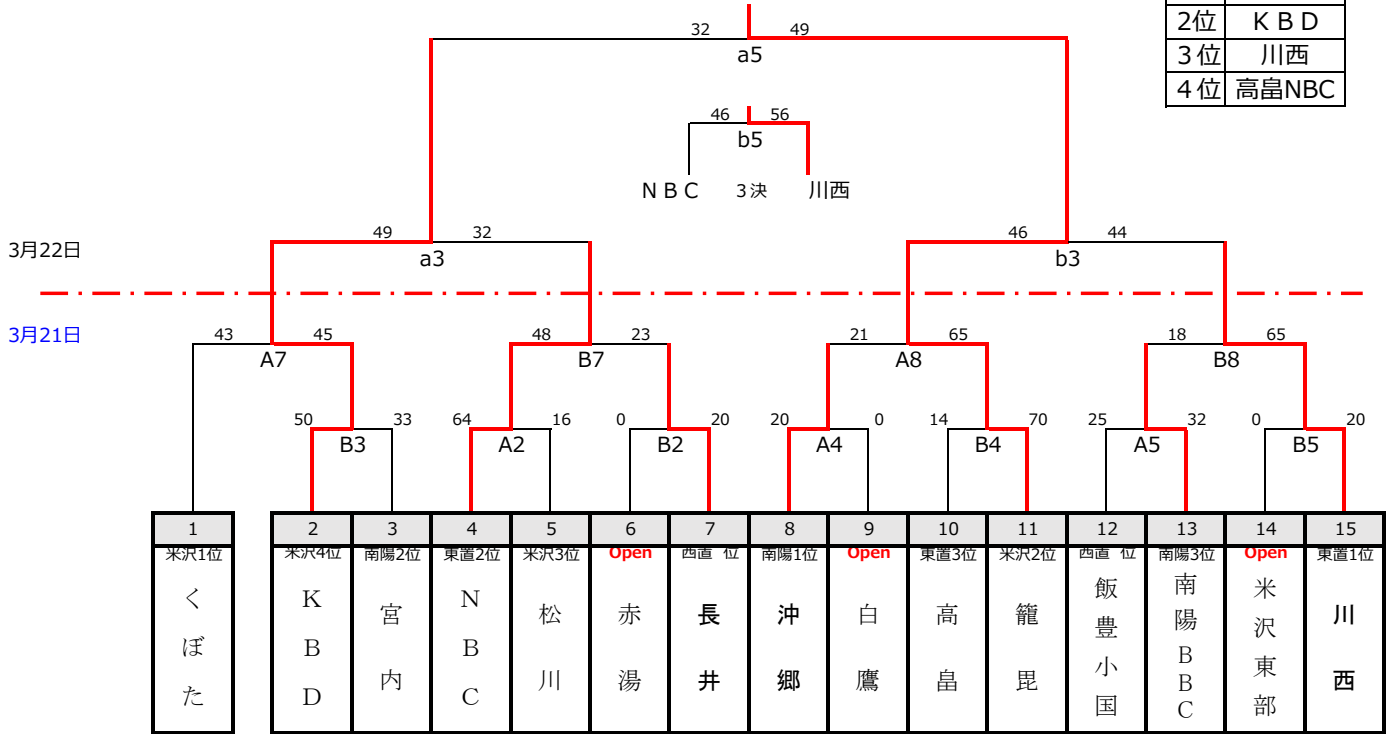 32 49
a5
2位 ＫＢＤ
３位 川西
４位 高畠NBC
46 56
b5
ＮＢＣ ３決 川西
3月22日
49 32 46 44
a3 b3
3月21日
43 45 48 23 21 65 18 65
A7 B7 A8 B8
50 33 64 16 0 20 20 0 14 70 25 32 0 20
B3 A2 B2 A4 B4 A5 B5
1 2 3 4 5 6 7 8 9 10 11 12 13 14 15
米沢1位 米沢4位 南陽2位 東置2位 米沢3位 Open 西置 位 南陽1位 Open 東置3位 米沢2位 西置 位 南陽3位 Open 東置1位
くぼた
ＫＢＤ
宮内
ＮＢＣ
松川
赤湯
長井
沖郷
白鷹
高畠
籠毘
飯豊小国
南陽ＢＢＣ
米沢東部
川西